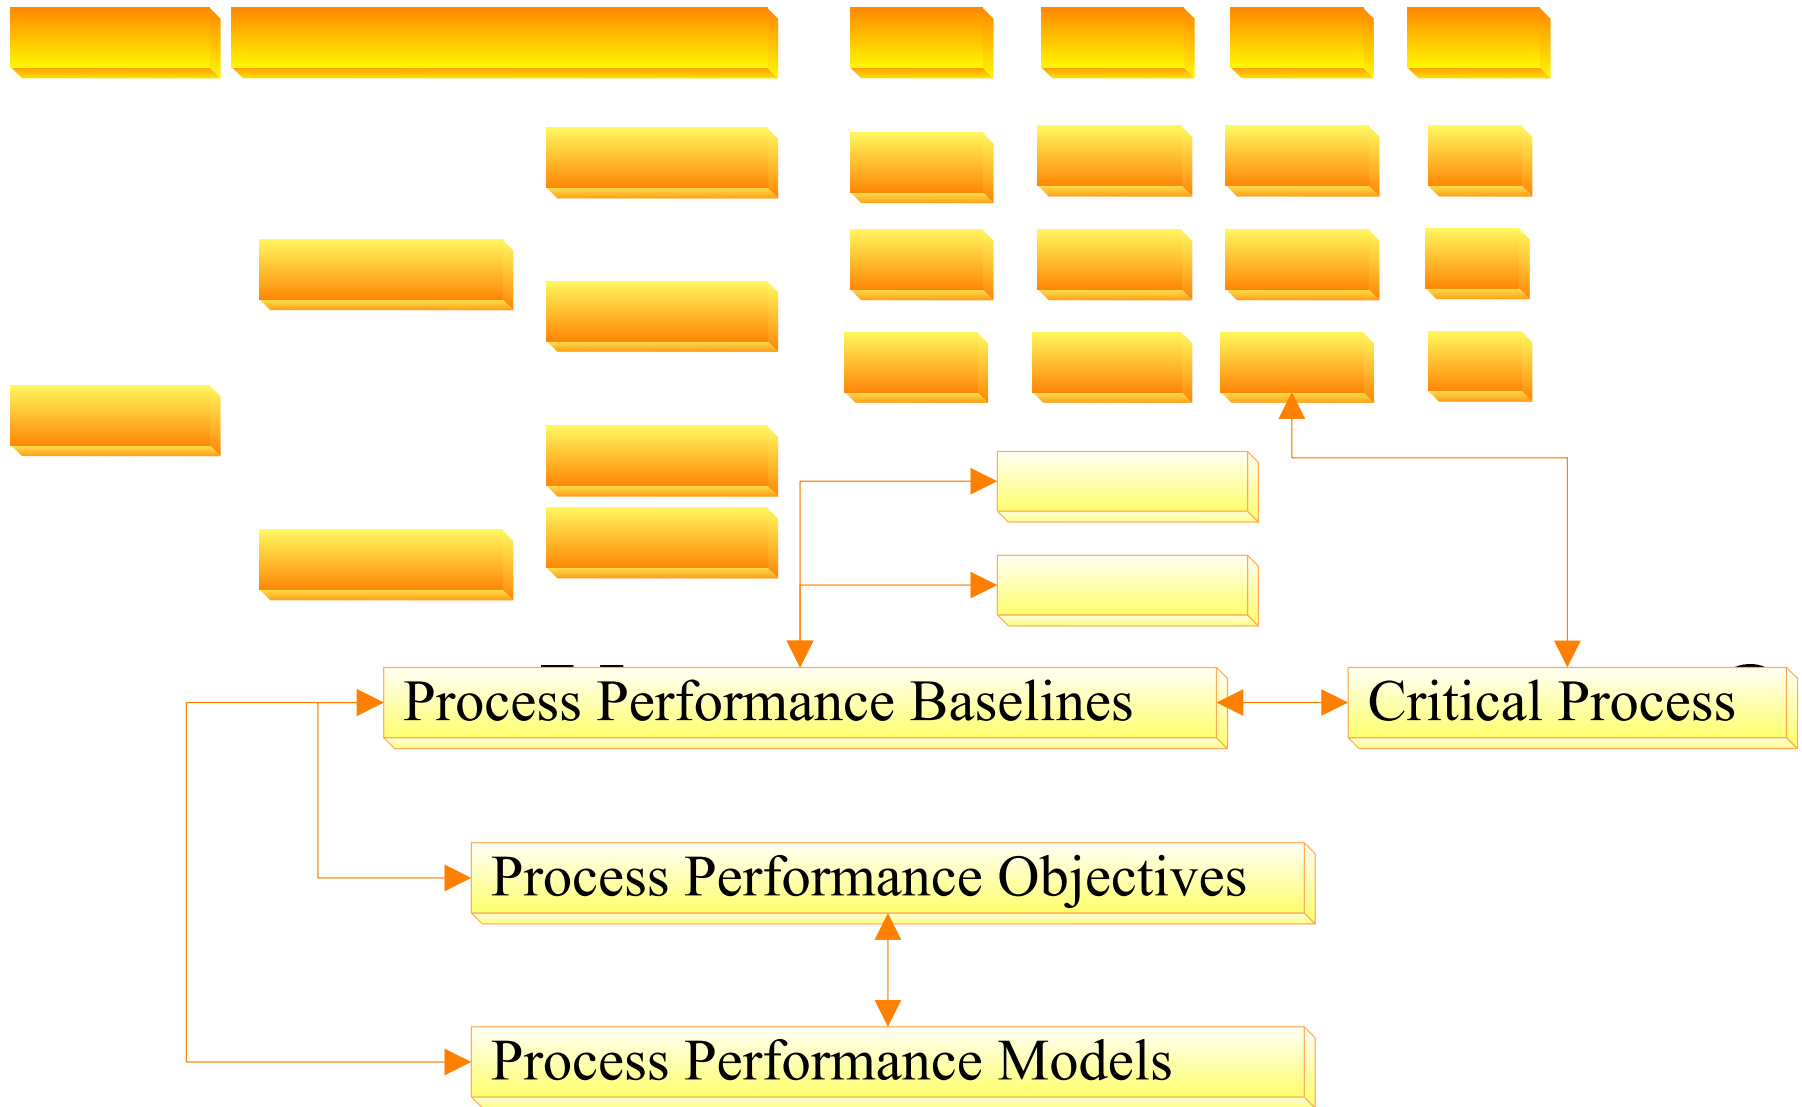 Process Performance Baselines
Critical Process
Process Performance Objectives
Process Performance Models